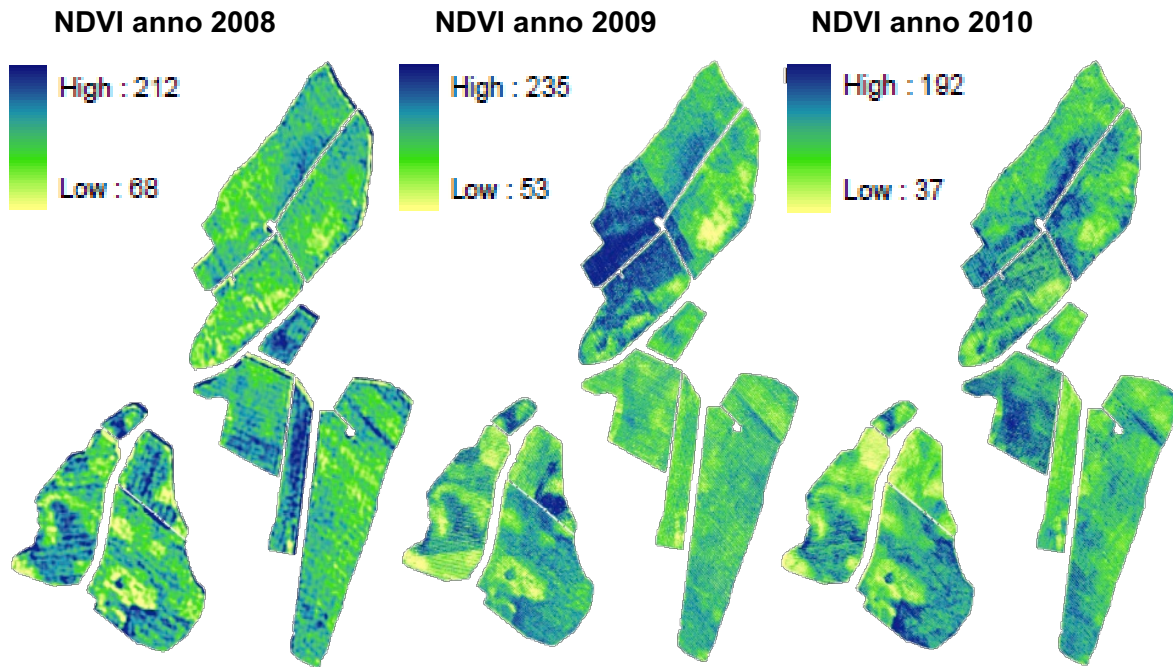 NDVI anno 2008
NDVI anno 2009
NDVI anno 2010
High : 212
Low : 68
High : 235
Low : 53
High : 192
Low : 37